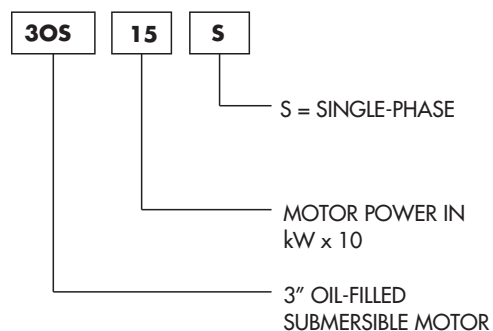 3OS 15 S
S = SINGLE-PHASE
MOTOR POWER IN
kW x 10
3” OIL-FILLED
SUBMERSIBLE MOTOR